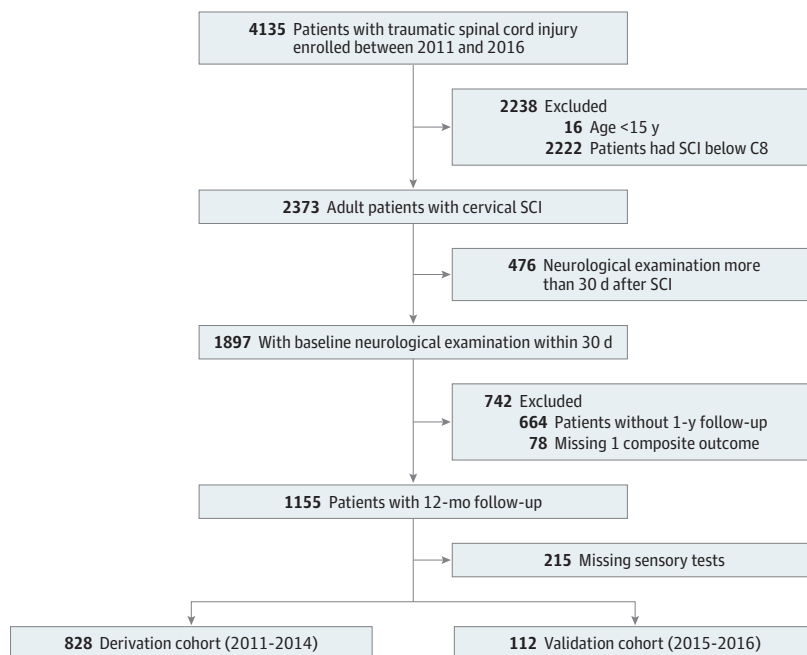 4135 Patients with traumatic spinal cord injury
enrolled between 2011 and 2016
2238 Excluded
16 Age <15 y
2222 Patients had SCI below C8
2373 Adult patients with cervical SCI
476 Neurological examination more
than 30 d after SCI
1897 With baseline neurological examination within 30 d
742 Excluded
664 Patients without 1-y follow-up
78 Missing 1 composite outcome
1155 Patients with 12-mo follow-up
215 Missing sensory tests
828 Derivation cohort (2011-2014)
112 Validation cohort (2015-2016)